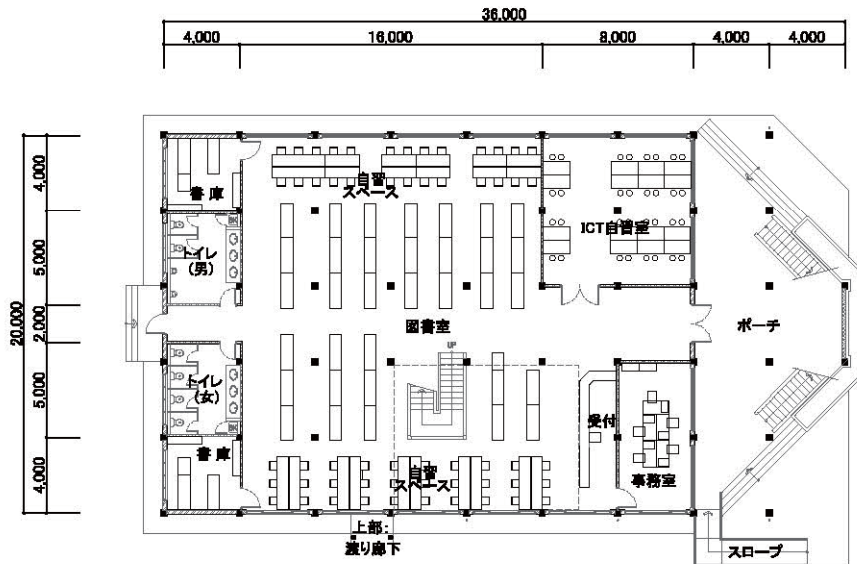 36,000
4,000 16,000 8,000 4,000 4,000
20,000
4,000
5,000
2,000
5,000
4,000
書庫
自習
スペース
ICT自習室
トイレ
(男)
図書室
ポーチ
UP
トイレ
(女)
受付
書庫
自習
スペース
事務室
上部:
渡り廊下
スロープ